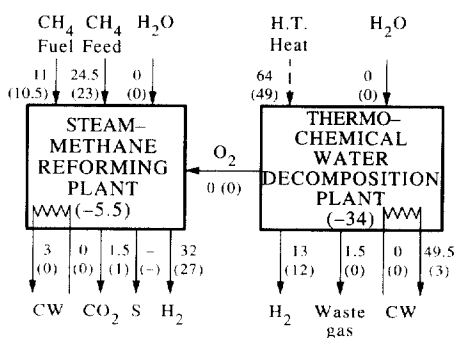 CH4 CH4 H2O
Fuel Feed
11 24.5 0
(10.5) (23) (0)
STEAM–
METHANE
REFORMING
PLANT
(–5.5)
3 0 1.5 – 32
(0) (0) (1) (–) (27)
CW CO2 S H2
O2
0 (0)
H.T. H2O
Heat
64 0
(49) (0)
THERMO–
CHEMICAL
WATER
DECOMPOSITION
PLANT
(–34)
13 1.5 0 49.5
(12) (0) (0) (3)
H2 Waste CW
gas